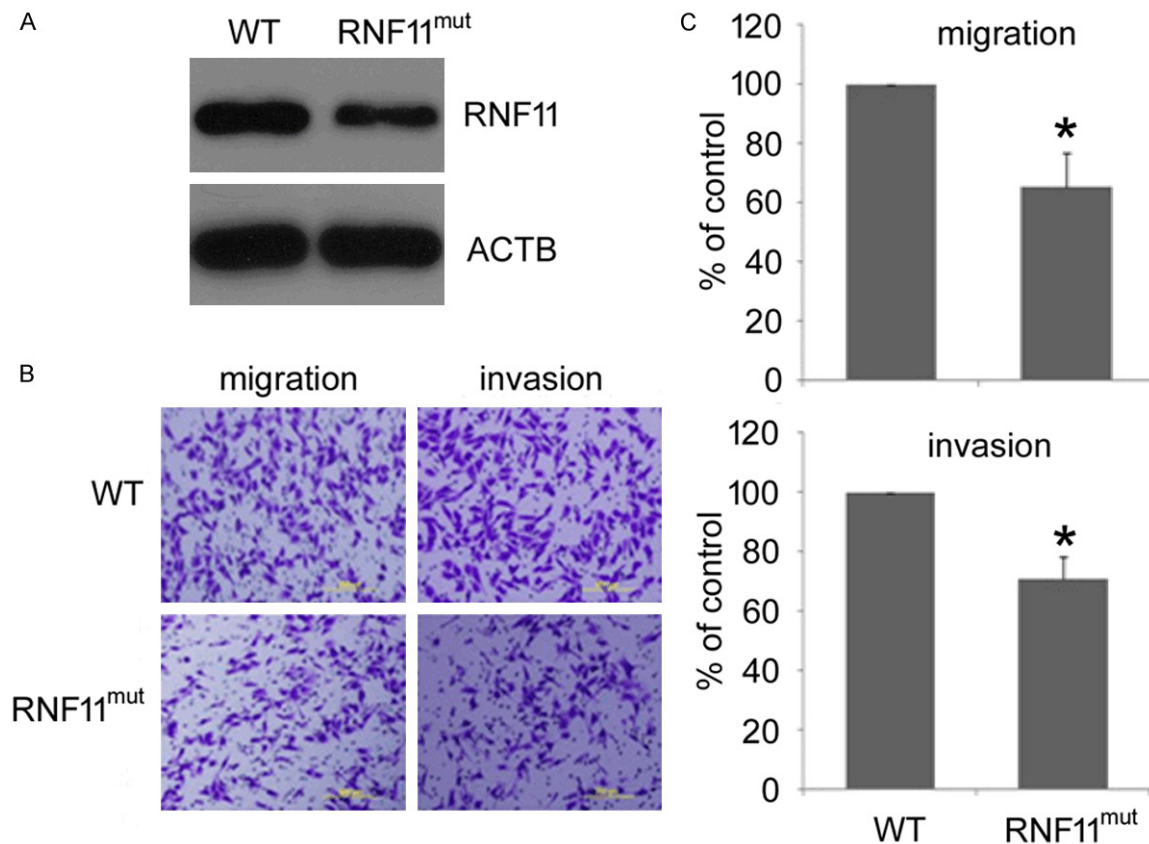 A
WT RNF11mut
RNF11
ACTB
B
migration invasion
WT
RNF11mut
C
migration
% of control
120
100
80
60
40
20
0
*
invasion
% of control
120
100
80
60
40
20
0
*
WT RNF11mut